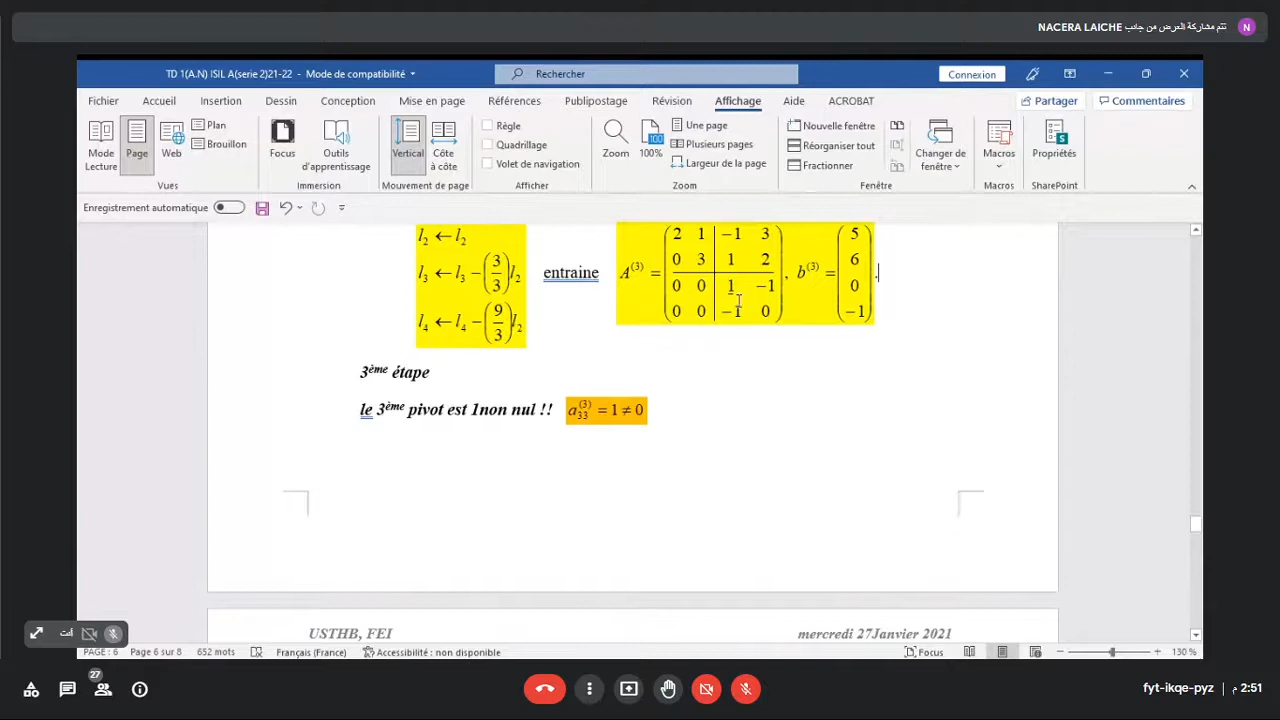 تتم مشاركة العرض من جانب NACERA LAICHE N
TD 1(A.N) ISIL A(serie 2)21-22 - Mode de compatibilité
Rechercher
Connexion
Fichier Accueil Insertion Dessin Conception Mise en page Références Publipostage Révision Affichage Aide ACROBAT Partager Commentaires
Mode Lecture
Page
Web
Plan
Brouillon
Vues
Focus
Outils d'apprentissage
Immersion
Vertical
Côte à côte
Mouvement de page
Règle
Quadrillage
Volet de navigation
Afficher
Zoom
100
100%
Une page
Plusieurs pages
Largeur de la page
Zoom
Nouvelle fenêtre
Réorganiser tout
Fractionner
Changer de fenêtre
Fenêtre
Macros
Macros
Propriétés
SharePoint
Enregistrement automatique
l₂ ← l₂
l₃ ← l₃ − (3/3) l₂
l₄ ← l₄ − (9/3) l₂
entraine
A⁽³⁾ = ( 2 1 | −1 3
0 3 | 1 2
0 0 | 1 −1
0 0 | −1 0 ) , b⁽³⁾ = ( 5
6
0
−1 ) .
3ème étape
le 3ème pivot est 1non nul !! a₃₃⁽³⁾ = 1 ≠ 0
USTHB, FEI mercredi 27Janvier 2021
أنت
PAGE : 6 Page 6 sur 8 652 mots Français (France) Accessibilité : non disponible Focus 130 %
27
fyt-ikqe-pyz | 2:51 م